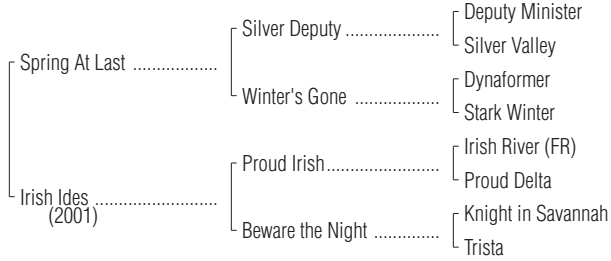 Deputy Minister
Silver Deputy ....................
Silver Valley
Spring At Last ..................
Dynaformer
Winter's Gone ..................
Stark Winter
Irish River (FR)
Proud Irish........................
Proud Delta
Irish Ides ..........................
(2001)
Knight in Savannah
Beware the Night ..............
Trista